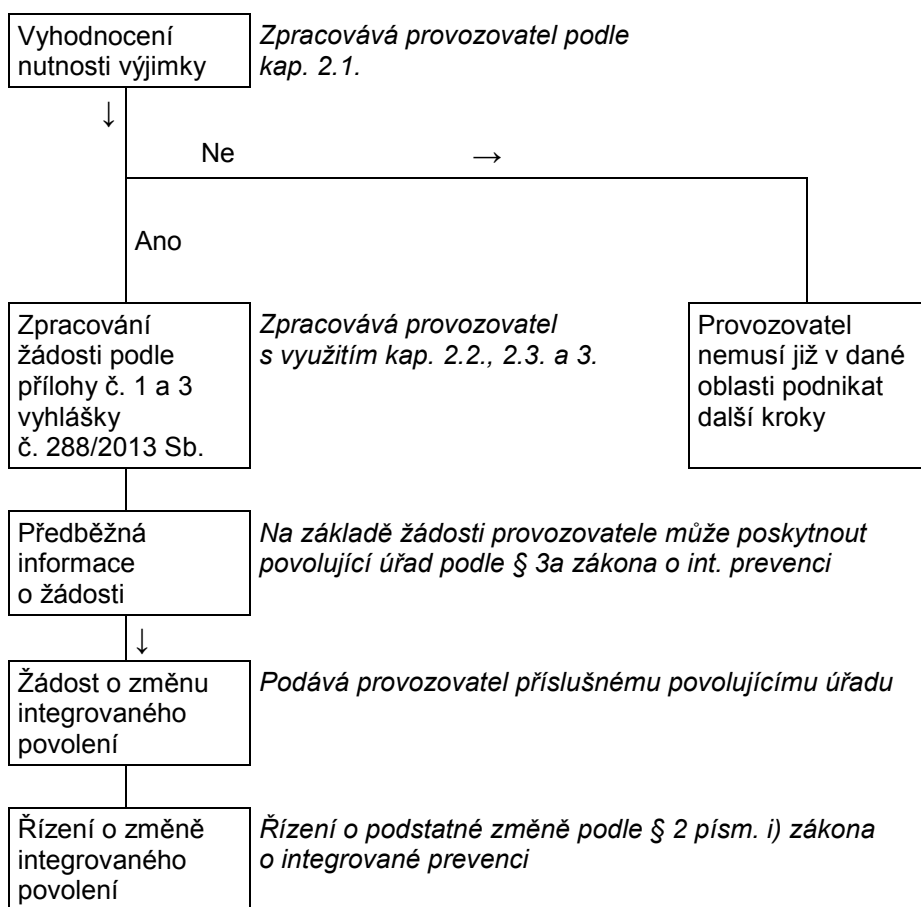 Vyhodnocení
nutnosti výjimky
Zpracovává provozovatel podle
kap. 2.1.
↓
Ne →
Ano
Zpracování
žádosti podle
přílohy č. 1 a 3
vyhlášky
č. 288/2013 Sb.
Zpracovává provozovatel
s využitím kap. 2.2., 2.3. a 3.
Provozovatel
nemusí již v dané
oblasti podnikat
další kroky
Předběžná
informace
o žádosti
Na základě žádosti provozovatele může poskytnout
povolující úřad podle § 3a zákona o int. prevenci
↓
Žádost o změnu
integrovaného
povolení
Podává provozovatel příslušnému povolujícímu úřadu
Řízení o změně
integrovaného
povolení
Řízení o podstatné změně podle § 2 písm. i) zákona
o integrované prevenci